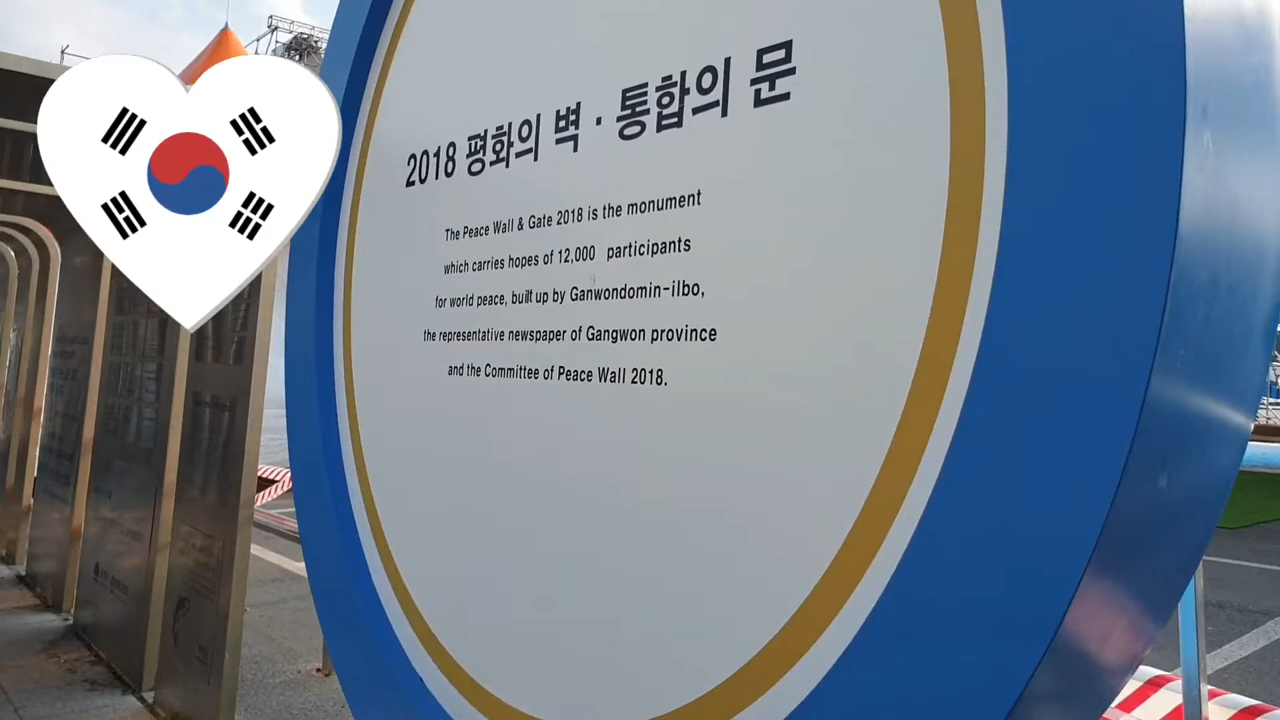 2018 평화의 벽 · 통합의 문
The Peace Wall & Gate 2018 is the monument
which carries hopes of 12,000 participants
for world peace, built up by Ganwondomin-ilbo,
the representative newspaper of Gangwon province
and the Committee of Peace Wall 2018.